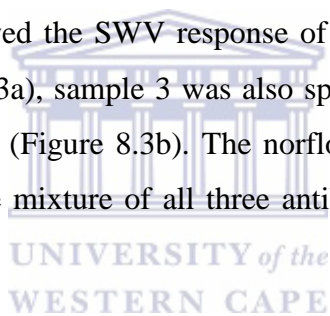 ved the SWV response of
3a), sample 3 was also sp
(Figure 8.3b). The norflo
mixture of all three anti
UNIVERSITY of the
WESTERN CAPE